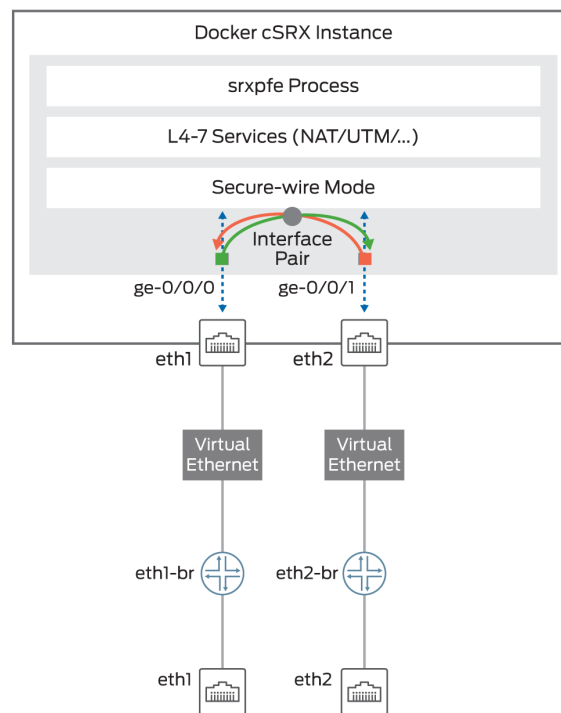 Docker cSRX Instance
srxpfe Process
L4-7 Services (NAT/UTM/...)
Secure-wire Mode
Interface
Pair
ge-0/0/0
ge-0/0/1
eth1
eth2
Virtual
Ethernet
Virtual
Ethernet
eth1-br
eth2-br
eth1
eth2